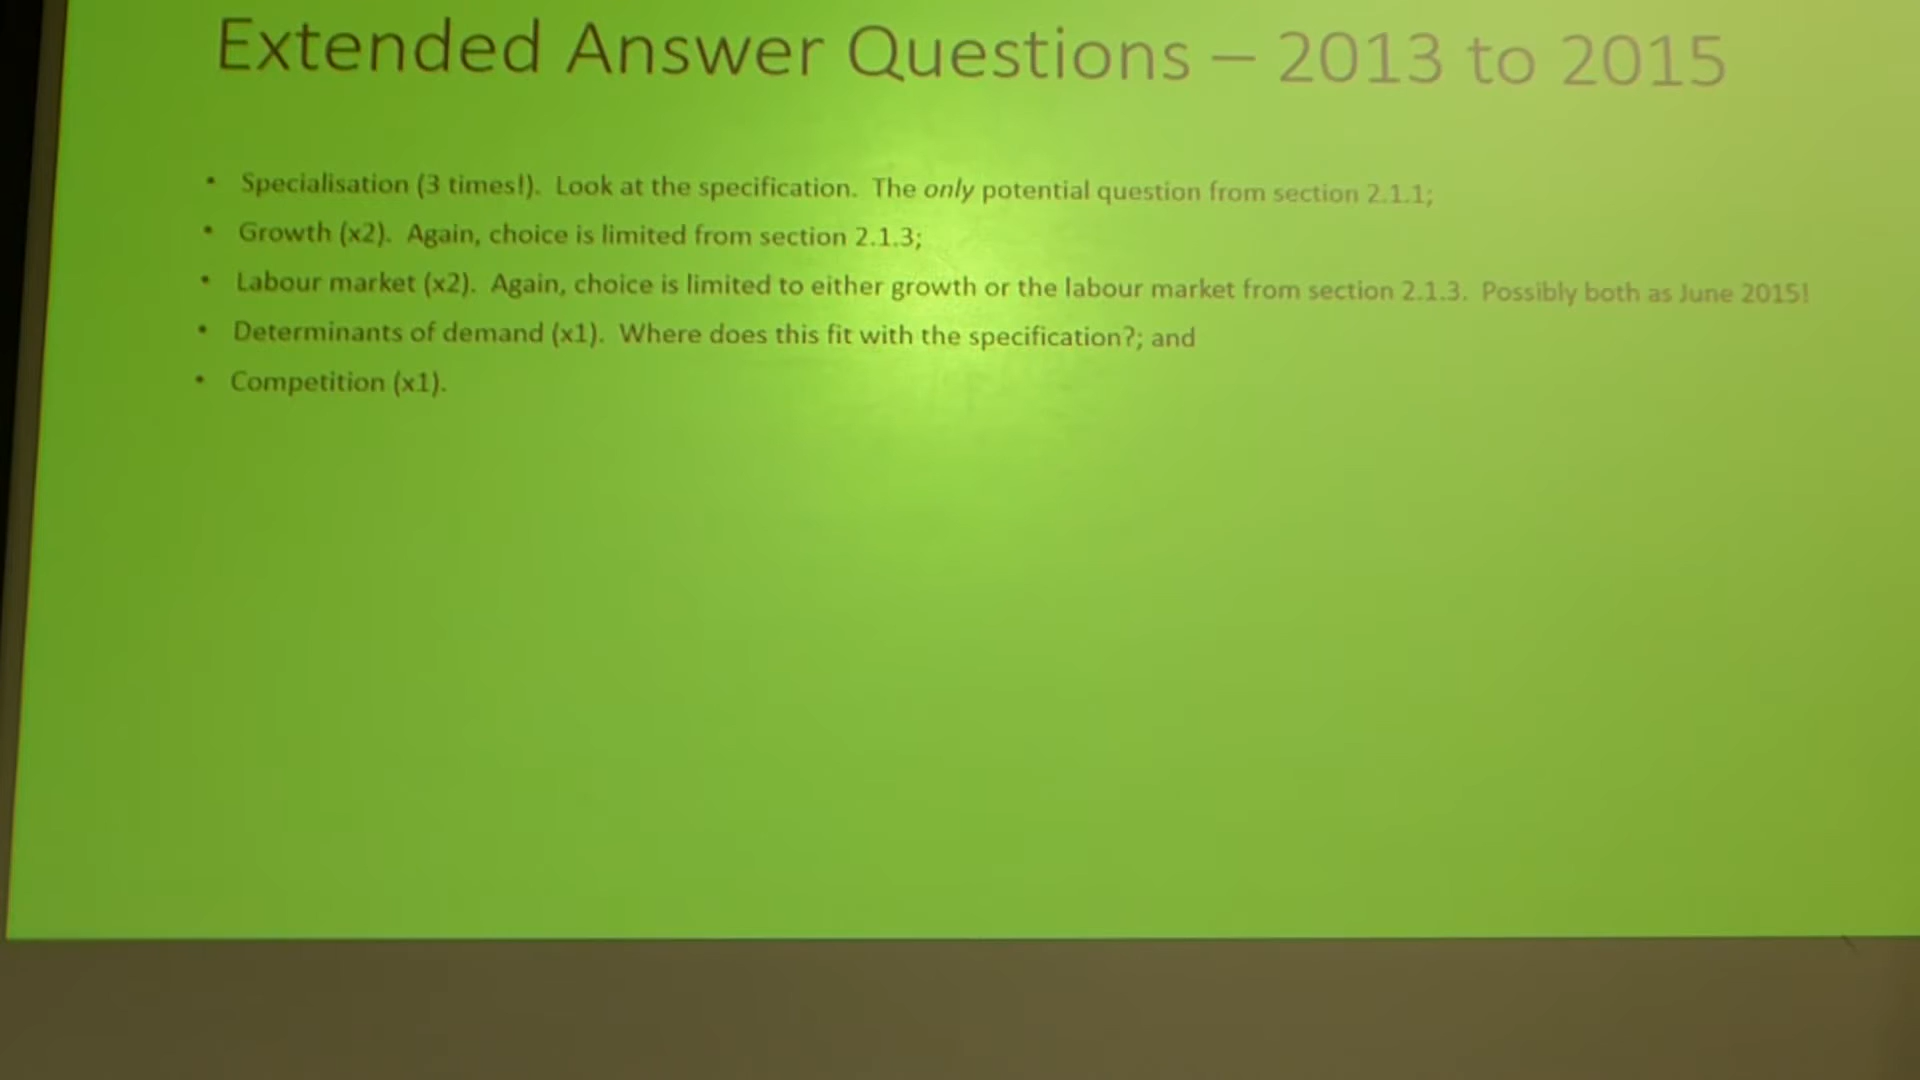 Extended Answer Questions – 2013 to 2015
• Specialisation (3 times!). Look at the specification. The only potential question from section 2.1.1;
• Growth (x2). Again, choice is limited from section 2.1.3;
• Labour market (x2). Again, choice is limited to either growth or the labour market from section 2.1.3. Possibly both as June 2015!
• Determinants of demand (x1). Where does this fit with the specification?; and
• Competition (x1).